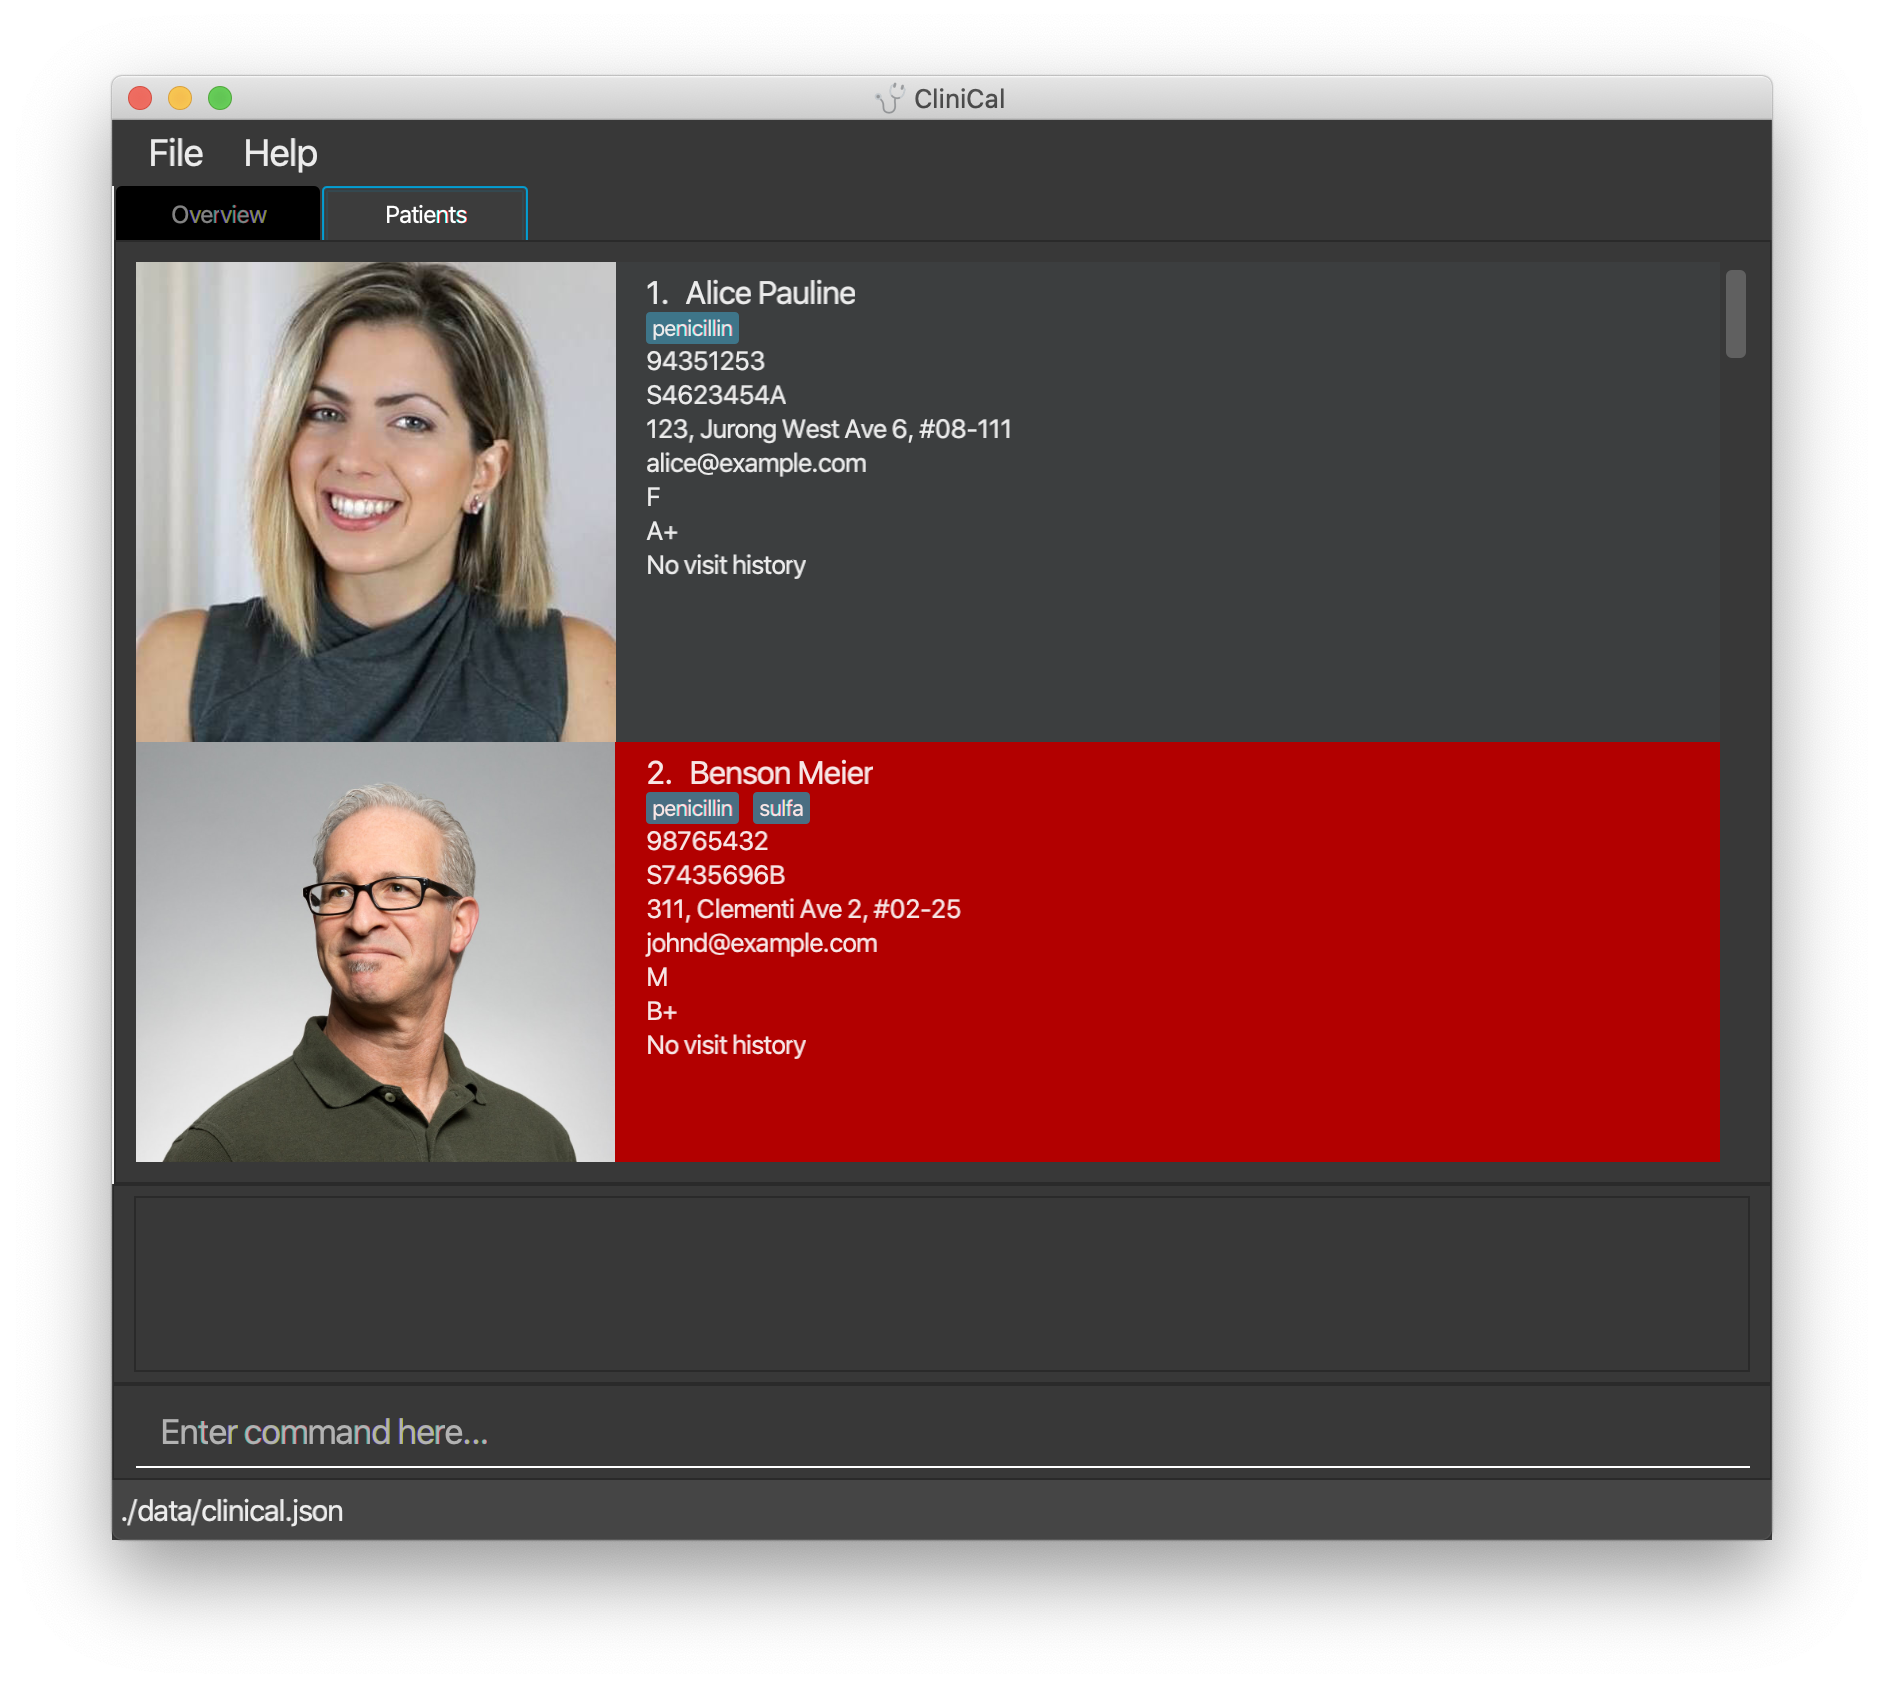 CliniCal
File Help
Overview Patients
1. Alice Pauline
penicillin
94351253
S4623454A
123, Jurong West Ave 6, #08-111
alice@example.com
F
A+
No visit history
2. Benson Meier
penicillin sulfa
98765432
S7435696B
311, Clementi Ave 2, #02-25
johnd@example.com
M
B+
No visit history
Enter command here...
./data/clinical.json